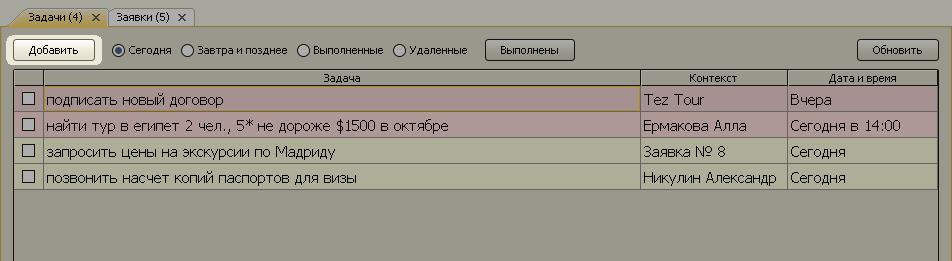 Задачи (4) Заявки (5)
Добавить Сегодня Завтра и позднее Выполненные Удаленные Выполнены Обновить
Задача Контекст Дата и время
подписать новый договор Tez Tour Вчера
найти тур в египет 2 чел., 5* не дороже $1500 в октябре Ермакова Алла Сегодня в 14:00
запросить цены на экскурсии по Мадриду Заявка № 8 Сегодня
позвонить насчет копий паспортов для визы Никулин Александр Сегодня